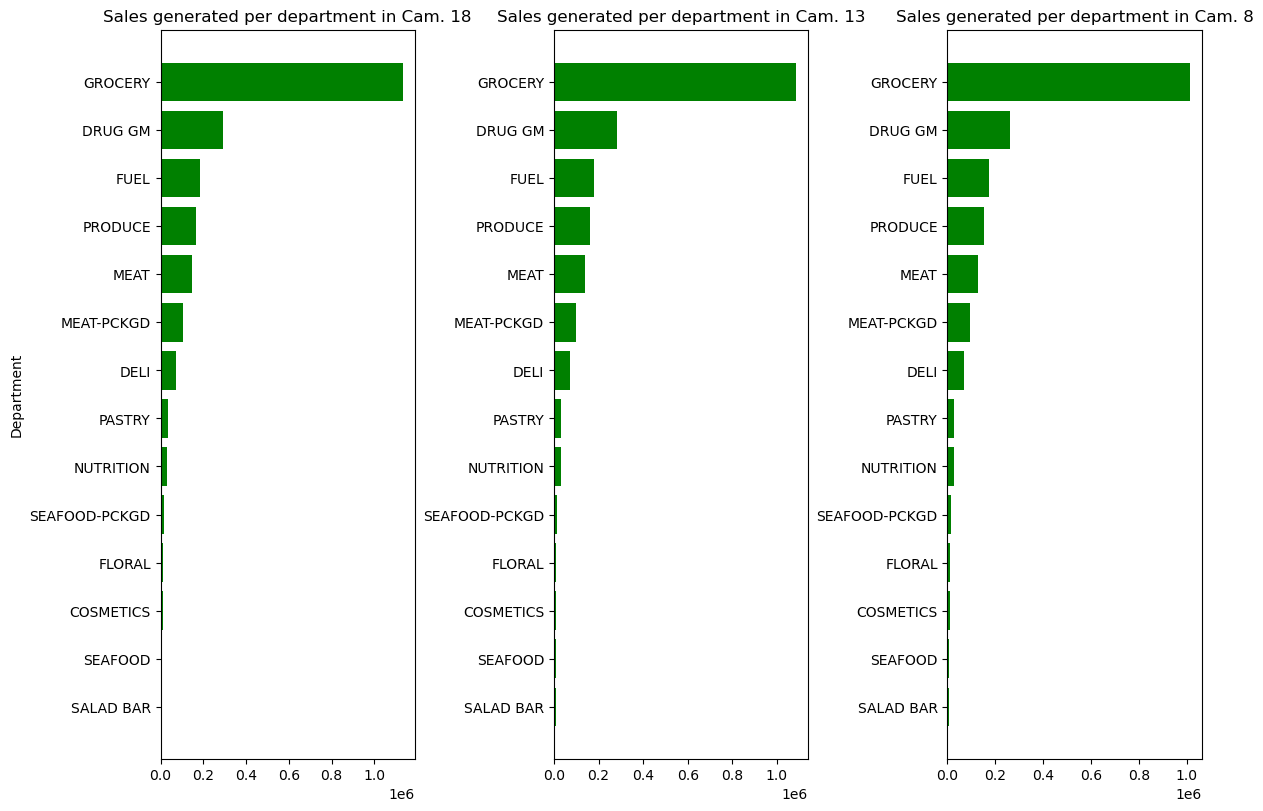 Sales generated per department in Cam. 18
Department
GROCERY
DRUG GM
FUEL
PRODUCE
MEAT
MEAT-PCKGD
DELI
PASTRY
NUTRITION
SEAFOOD-PCKGD
FLORAL
COSMETICS
SEAFOOD
SALAD BAR
0.0 0.2 0.4 0.6 0.8 1.0
1e6
Sales generated per department in Cam. 13
GROCERY
DRUG GM
FUEL
PRODUCE
MEAT
MEAT-PCKGD
DELI
PASTRY
NUTRITION
SEAFOOD-PCKGD
FLORAL
COSMETICS
SEAFOOD
SALAD BAR
0.0 0.2 0.4 0.6 0.8 1.0
1e6
Sales generated per department in Cam. 8
GROCERY
DRUG GM
FUEL
PRODUCE
MEAT
MEAT-PCKGD
DELI
PASTRY
NUTRITION
SEAFOOD-PCKGD
FLORAL
COSMETICS
SEAFOOD
SALAD BAR
0.0 0.2 0.4 0.6 0.8 1.0
1e6